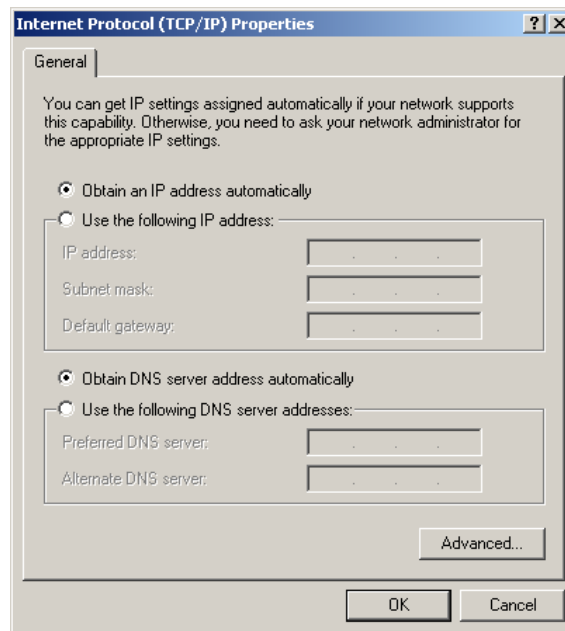 Internet Protocol (TCP/IP) Properties
General
You can get IP settings assigned automatically if your network supports
this capability. Otherwise, you need to ask your network administrator for
the appropriate IP settings.
Obtain an IP address automatically
Use the following IP address:
IP address:
Subnet mask:
Default gateway:
Obtain DNS server address automatically
Use the following DNS server addresses:
Preferred DNS server:
Alternate DNS server:
Advanced...
OK Cancel